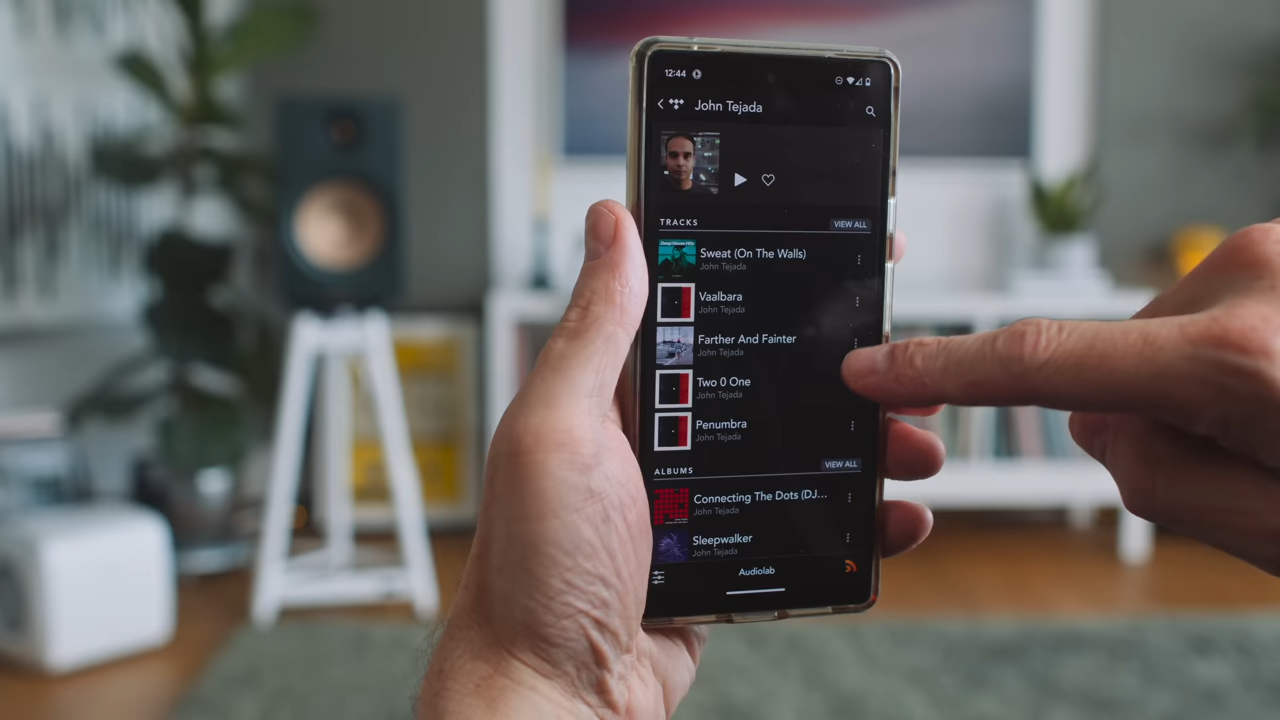 12:44
John Tejada
TRACKS
VIEW ALL
Sweat (On The Walls)
John Tejada
Vaalbara
John Tejada
Farther And Fainter
John Tejada
Two 0 One
John Tejada
Penumbra
John Tejada
ALBUMS
VIEW ALL
Connecting The Dots (DJ...
John Tejada
Sleepwalker
John Tejada
Audiolab